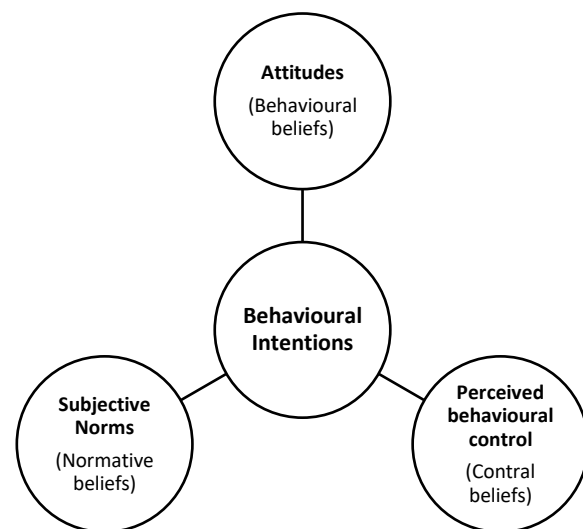 Attitudes
(Behavioural
beliefs)
Behavioural
Intentions
Subjective
Norms
(Normative
beliefs)
Perceived
behavioural
control
(Contral
beliefs)